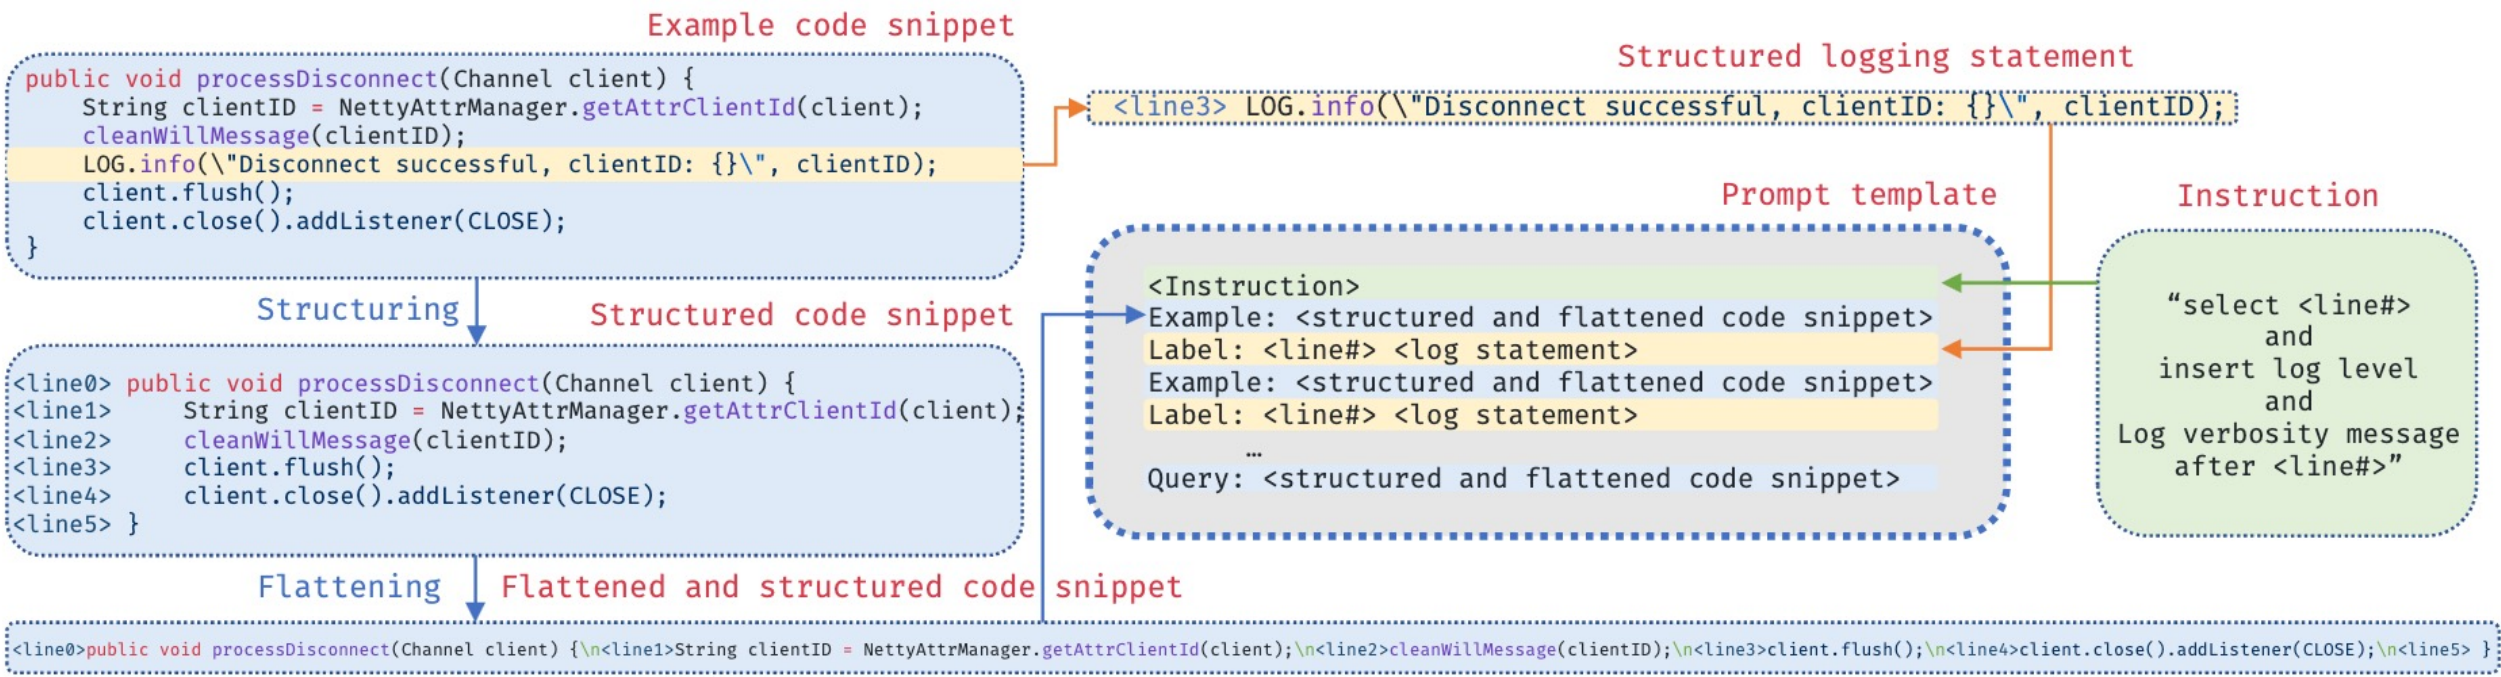 Example code snippet
public void processDisconnect(Channel client) {
    String clientID = NettyAttrManager.getAttrClientId(client);
    cleanWillMessage(clientID);
    LOG.info(\"Disconnect successful, clientID: {}\", clientID);
    client.flush();
    client.close().addListener(CLOSE);
}
Structured logging statement
<line3> LOG.info(\"Disconnect successful, clientID: {}\", clientID);
Structuring
Structured code snippet
<line0> public void processDisconnect(Channel client) {
<line1>     String clientID = NettyAttrManager.getAttrClientId(client);
<line2>     cleanWillMessage(clientID);
<line3>     client.flush();
<line4>     client.close().addListener(CLOSE);
<line5> }
Prompt template
<Instruction>
Example: <structured and flattened code snippet>
Label: <line#> <log statement>
Example: <structured and flattened code snippet>
Label: <line#> <log statement>
…
Query: <structured and flattened code snippet>
Instruction
“select <line#>
and
insert log level
and
Log verbosity message
after <line#>”
Flattening
Flattened and structured code snippet
<line0>public void processDisconnect(Channel client) {\n<line1>String clientID = NettyAttrManager.getAttrClientId(client);\n<line2>cleanWillMessage(clientID);\n<line3>client.flush();\n<line4>client.close().addListener(CLOSE);\n<line5> }